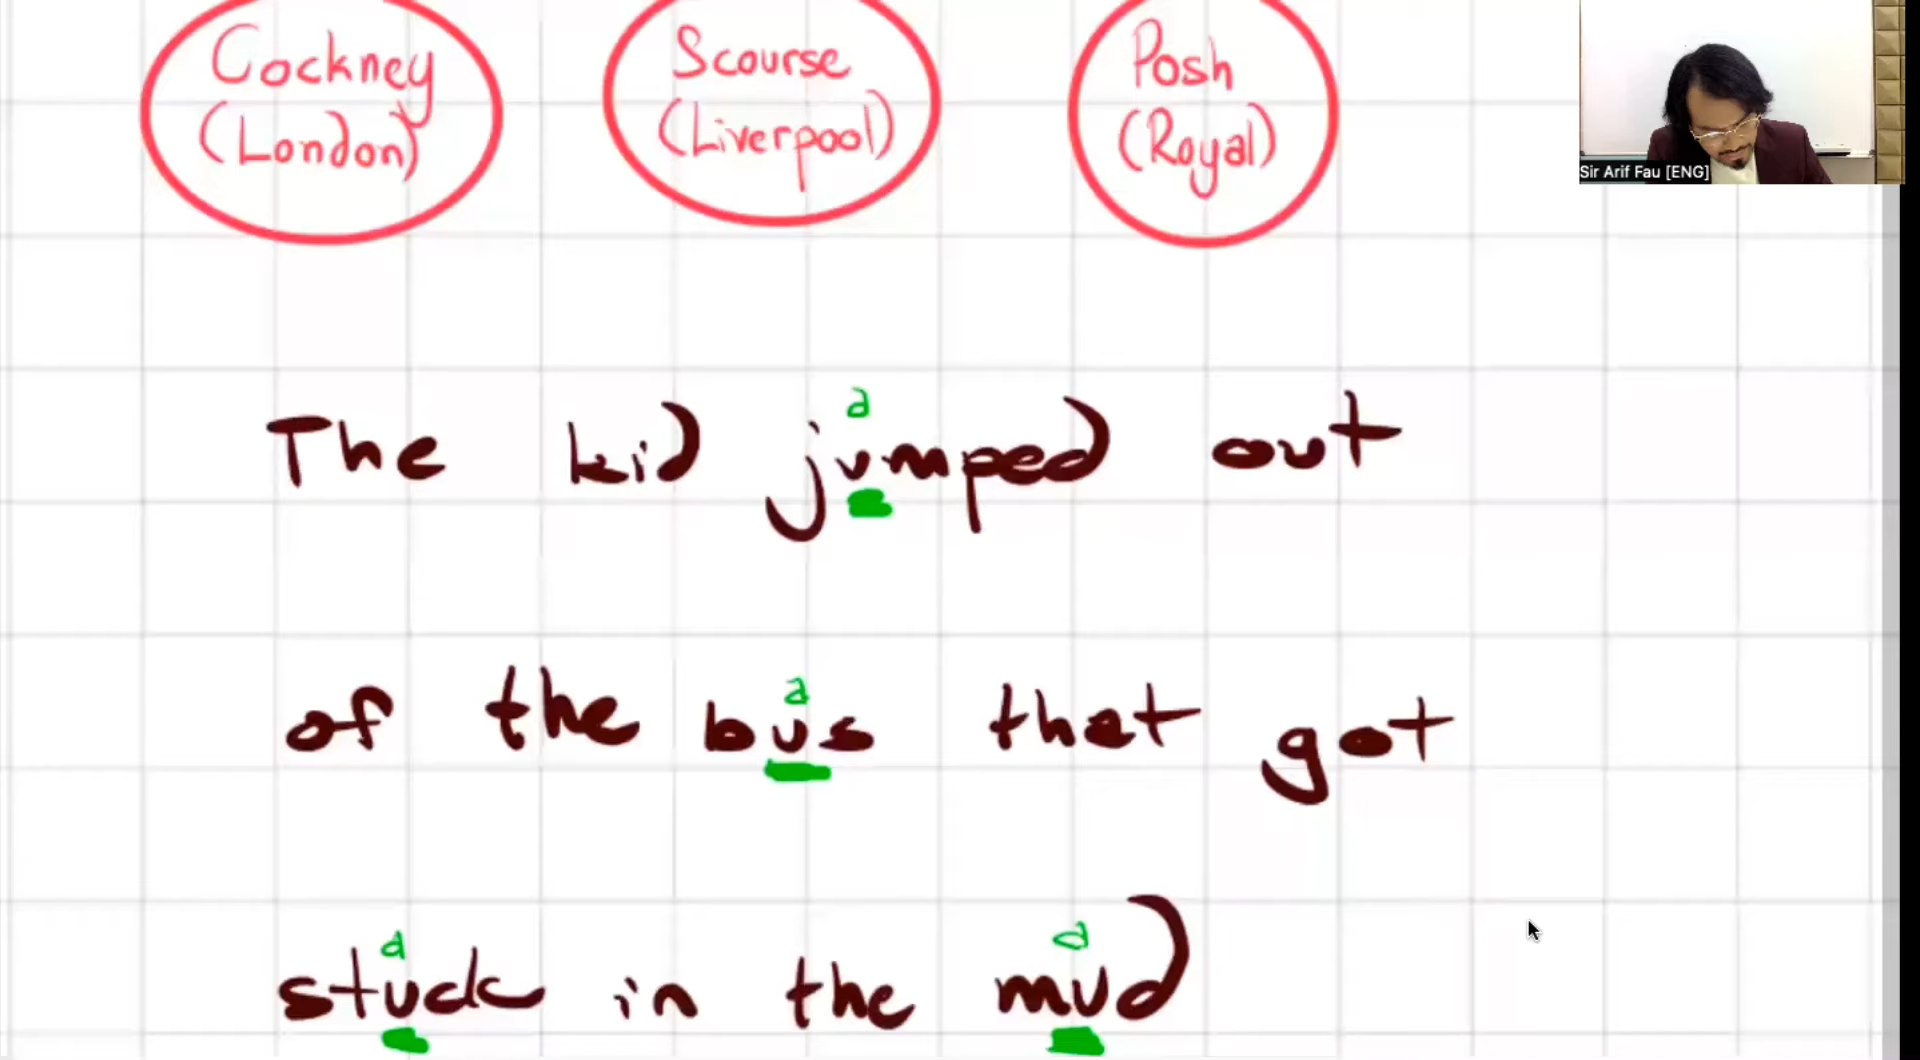 Cockney Scourse Posh
(London) (Liverpool) (Royal)
Sir Arif Fau [ENG]
a
The kid jumped out
a
of the bus that got
a a
stuck in the mud